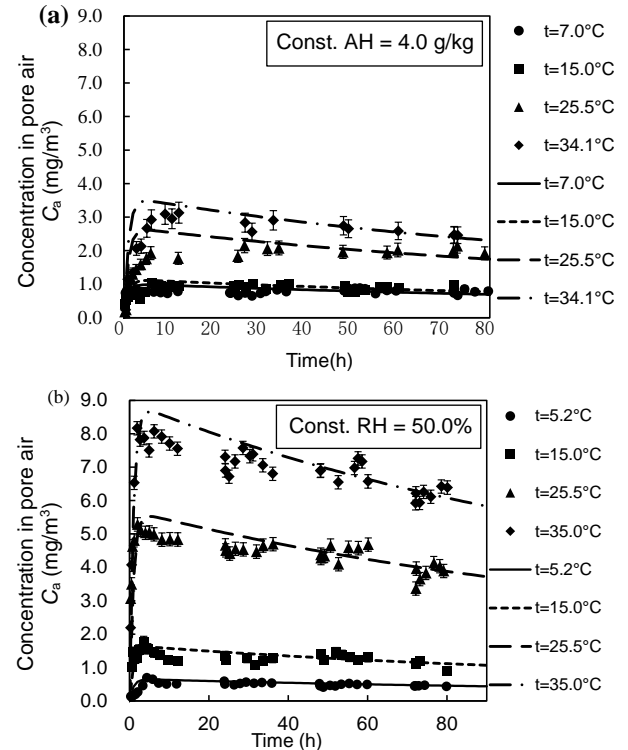 (a)
Concentration in pore air
Cₐ (mg/m³)
9.0
8.0
7.0
6.0
5.0
4.0
3.0
2.0
1.0
0.0
Const. AH = 4.0 g/kg
0 10 20 30 40 50 60 70 80
Time(h)
t=7.0°C
t=15.0°C
t=25.5°C
t=34.1°C
t=7.0°C
t=15.0°C
t=25.5°C
t=34.1°C
(b)
Concentration in pore air
Cₐ (mg/m³)
9.0
8.0
7.0
6.0
5.0
4.0
3.0
2.0
1.0
0.0
Const. RH = 50.0%
0 20 40 60 80
Time (h)
t=5.2°C
t=15.0°C
t=25.5°C
t=35.0°C
t=5.2°C
t=15.0°C
t=25.5°C
t=35.0°C